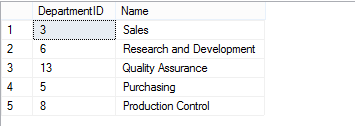 DepartmentID Name
1 3 Sales
2 6 Research and Development
3 13 Quality Assurance
4 5 Purchasing
5 8 Production Control